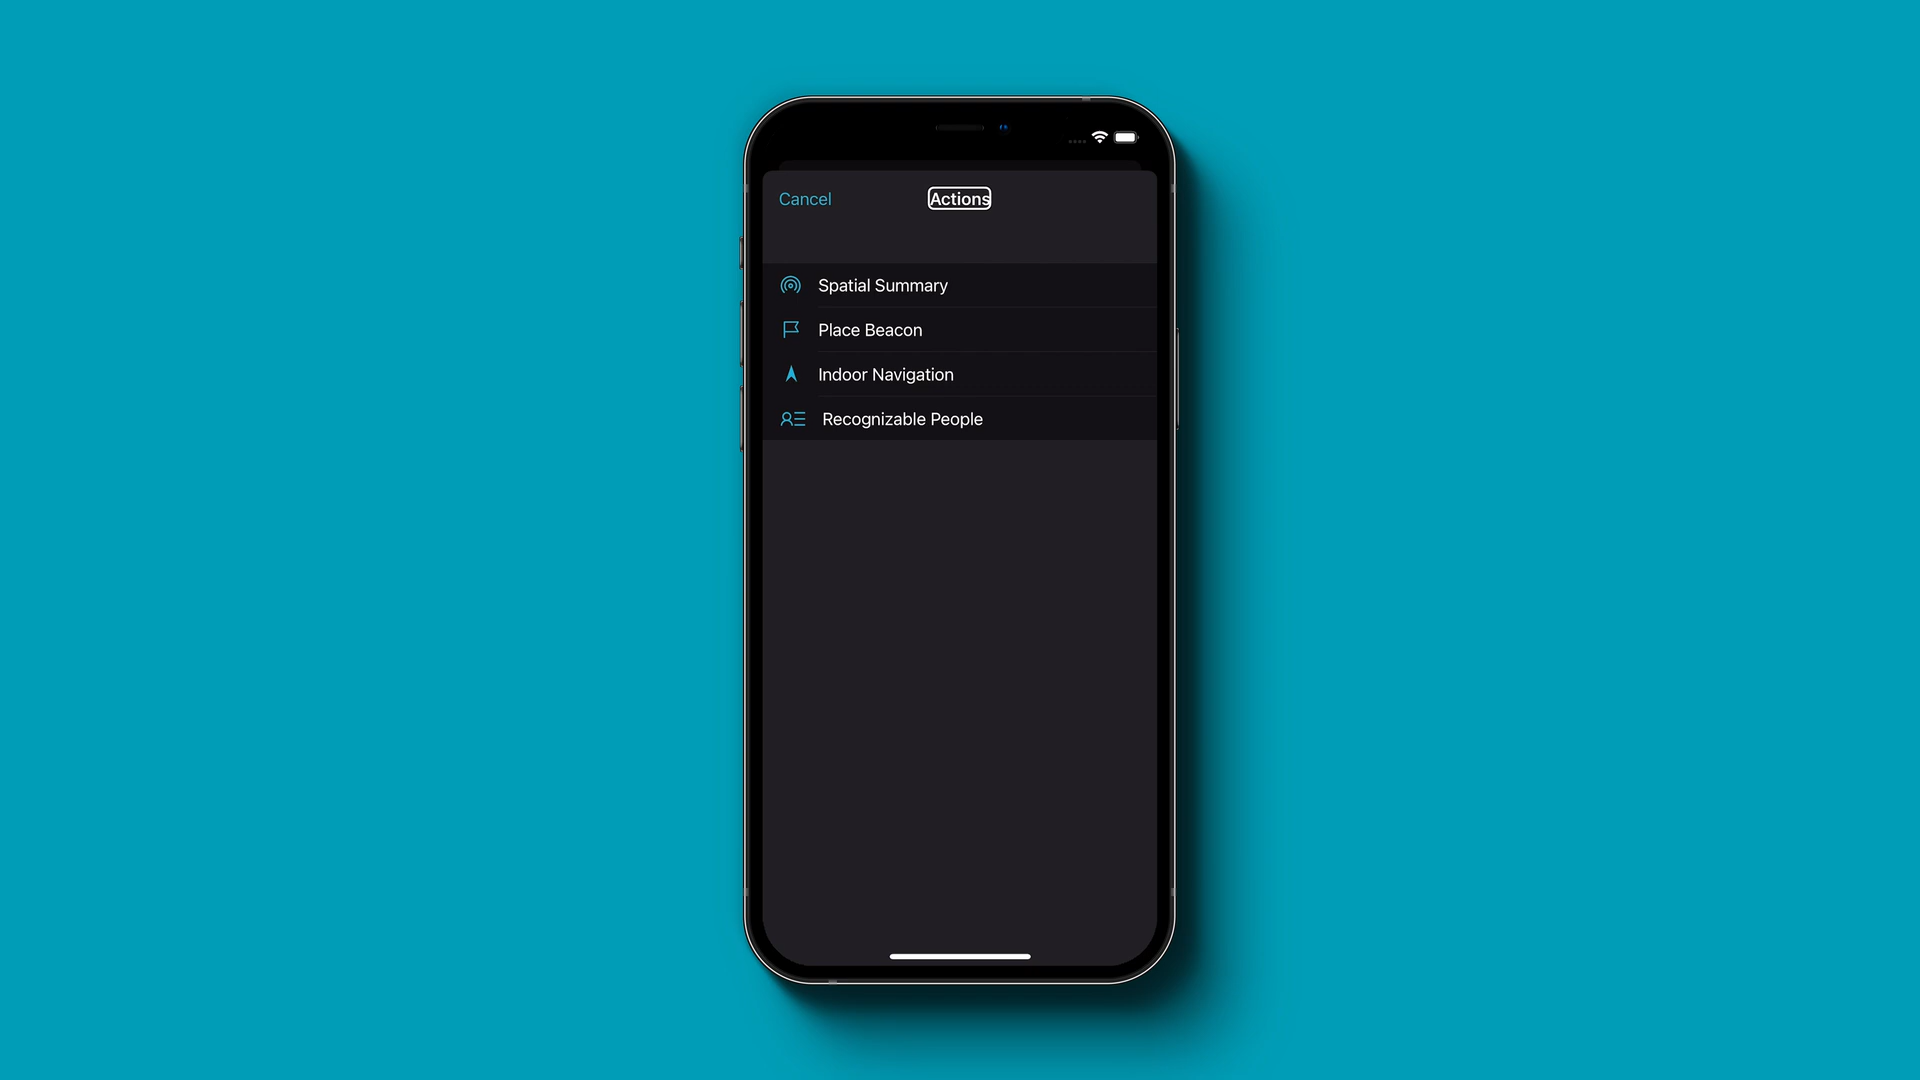 Cancel
Actions
Spatial Summary
Place Beacon
Indoor Navigation
Recognizable People